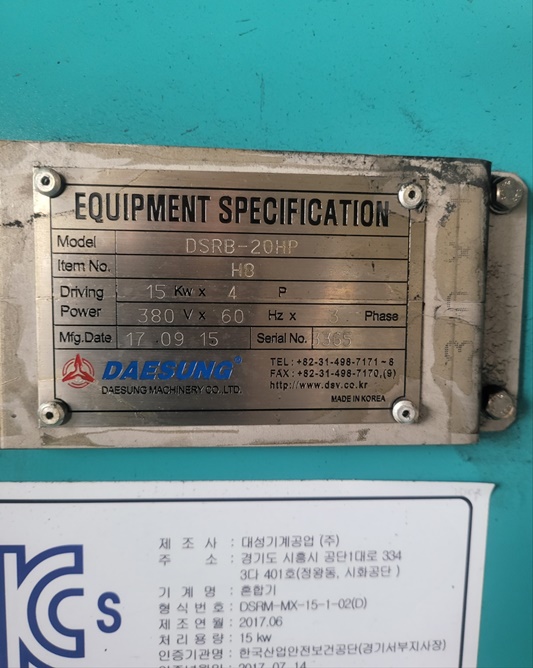 EQUIPMENT SPECIFICATION
Model DSRB-20HP
Item No. H8
Driving Power 15 Kw x 4 P
380 V x 60 Hz x 3 Phase
Mfg.Date 17 09 15 Serial No.
DAESUNG
DAESUNG MACHINERY CO.,LTD.
TEL : +82-31-498-7171~6
FAX : +82-31-498-7170,(9)
http://www.dsv.co.kr
MADE IN KOREA
KCs
제 조 사 : 대성기계공업 (주)
주 소 : 경기도 시흥시 공단1대로 334
3다 401호(정왕동, 시화공단)
기 계 명 : 혼합기
형식 번호 : DSRM-MX-15-1-02(D)
제조연월 : 2017.06
처리용량 : 15 kw
인증기관명 : 한국산업안전보건공단(경기서부지사장)
2017. 07. 14